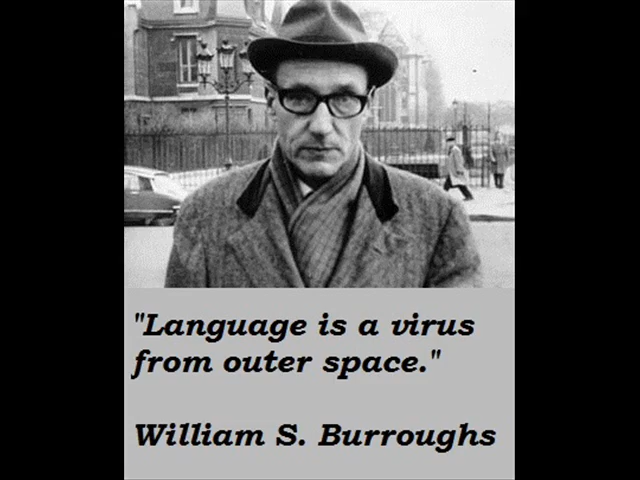 "Language is a virus
from outer space."
William S. Burroughs